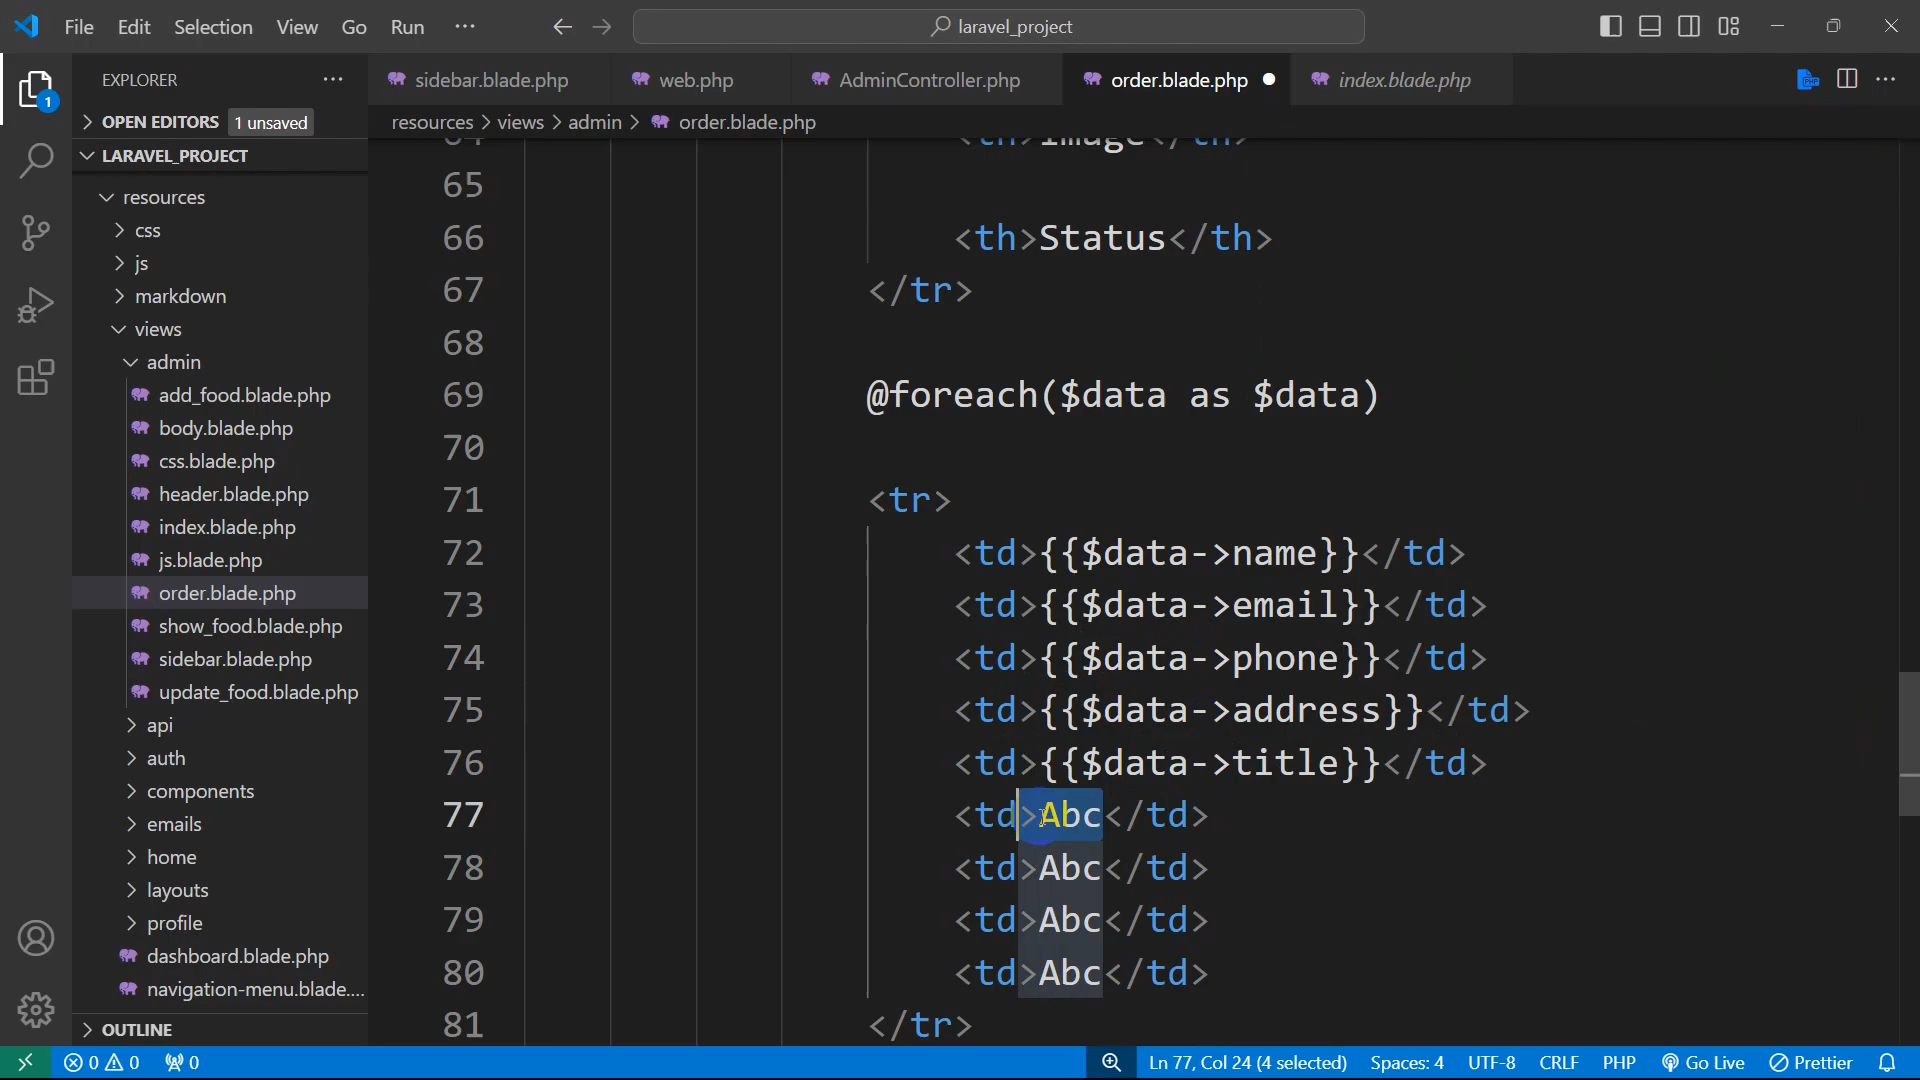 File Edit Selection View Go Run ···
laravel_project
EXPLORER ···
sidebar.blade.php web.php AdminController.php order.blade.php index.blade.php
OPEN EDITORS 1 unsaved
resources > views > admin > order.blade.php
LARAVEL_PROJECT
resources
css
js
markdown
views
admin
add_food.blade.php
body.blade.php
css.blade.php
header.blade.php
index.blade.php
js.blade.php
order.blade.php
show_food.blade.php
sidebar.blade.php
update_food.blade.php
api
auth
components
emails
home
layouts
profile
dashboard.blade.php
navigation-menu.blade....
OUTLINE
1
64 <th>Image</th>
65
66 <th>Status</th>
67 </tr>
68
69 @foreach($data as $data)
70
71 <tr>
72 <td>{{$data->name}}</td>
73 <td>{{$data->email}}</td>
74 <td>{{$data->phone}}</td>
75 <td>{{$data->address}}</td>
76 <td>{{$data->title}}</td>
77 <td>Abc</td>
78 <td>Abc</td>
79 <td>Abc</td>
80 <td>Abc</td>
81 </tr>
0 0 0 Ln 77, Col 24 (4 selected) Spaces: 4 UTF-8 CRLF PHP Go Live Prettier